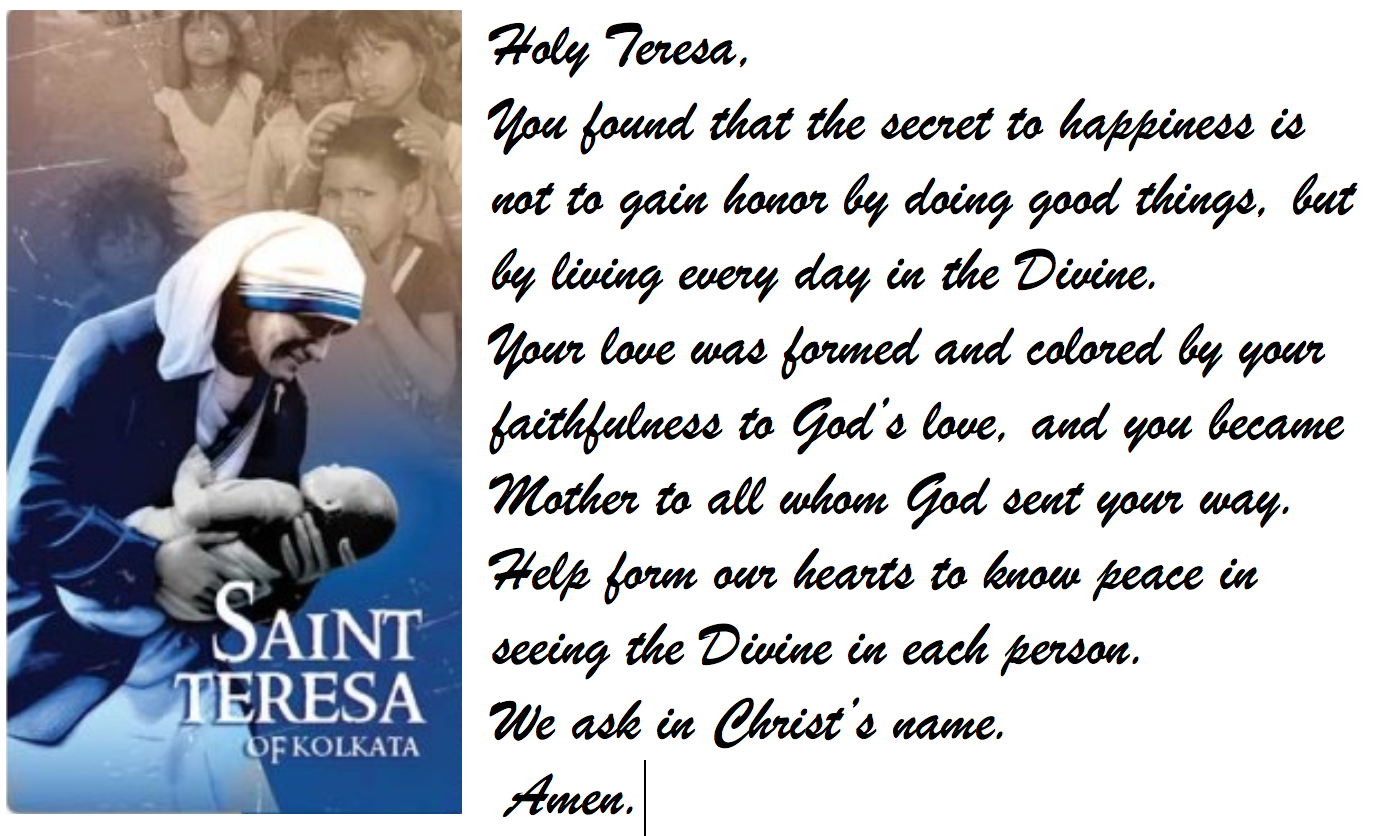 SAINT
TERESA
OF KOLKATA
Holy Teresa,
You found that the secret to happiness is
not to gain honor by doing good things, but
by living every day in the Divine.
Your love was formed and colored by your
faithfulness to God's love, and you became
Mother to all whom God sent your way.
Help form our hearts to know peace in
seeing the Divine in each person.
We ask in Christ's name.
Amen.